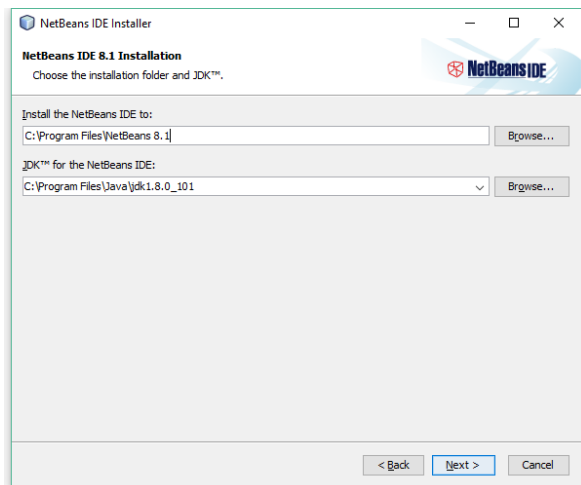 NetBeans IDE Installer
NetBeans IDE 8.1 Installation
Choose the installation folder and JDK™.
NetBeans IDE
Install the NetBeans IDE to:
C:\Program Files\NetBeans 8.1
Browse...
JDK™ for the NetBeans IDE:
C:\Program Files\Java\jdk1.8.0_101
Browse...
< Back Next > Cancel